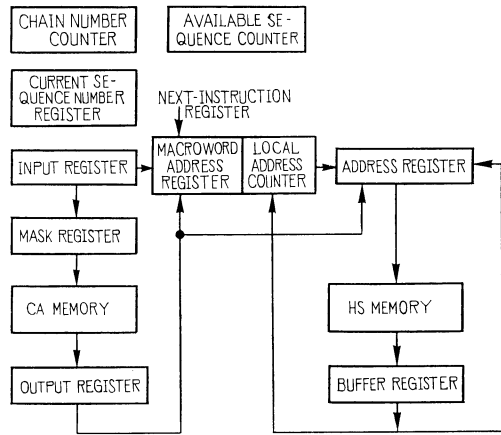 CHAIN NUMBER
COUNTER
AVAILABLE SE-
QUENCE COUNTER
CURRENT SE-
QUENCE NUMBER
REGISTER
NEXT-INSTRUCTION
REGISTER
INPUT REGISTER
MACROWORD
ADDRESS
REGISTER
LOCAL
ADDRESS
COUNTER
ADDRESS REGISTER
MASK REGISTER
CA MEMORY
HS MEMORY
OUTPUT REGISTER
BUFFER REGISTER